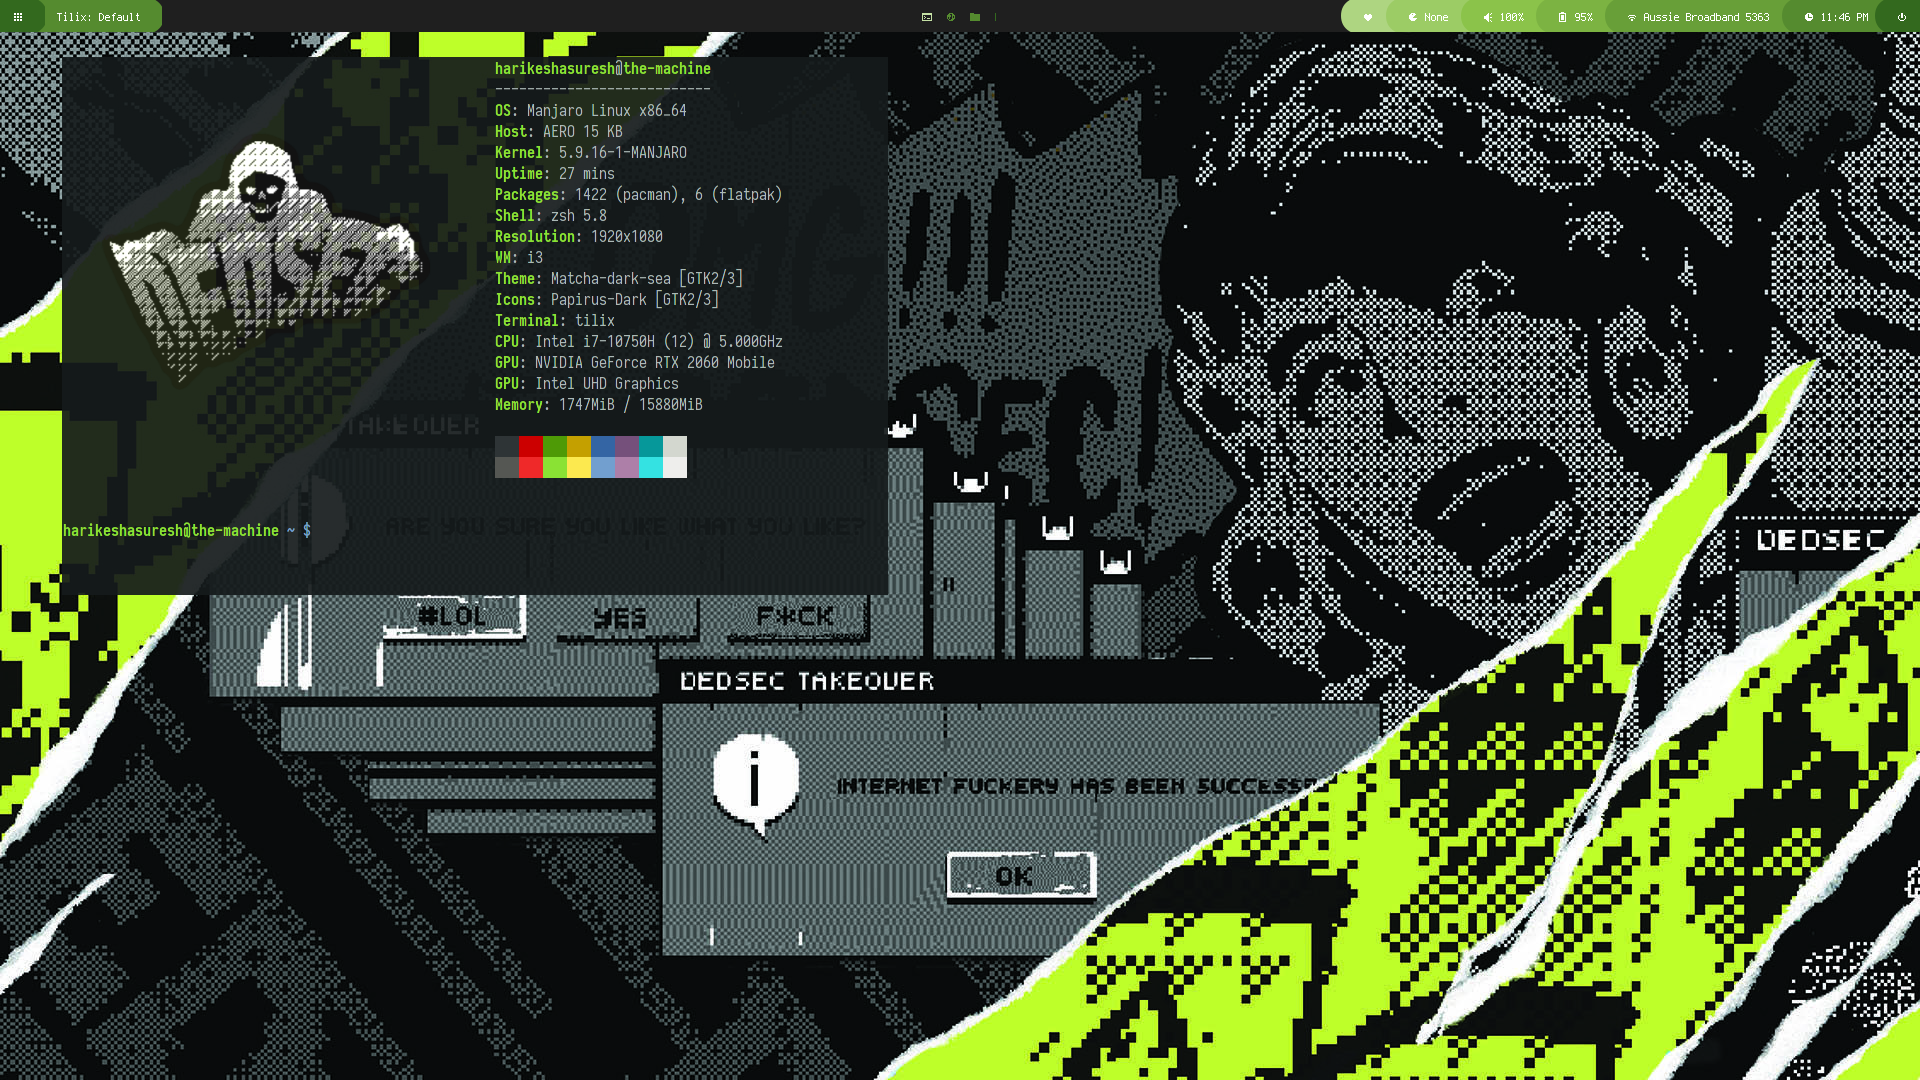 Tilix: Default
None
100%
95%
Aussie Broadband 5363
11:46 PM
harikeshasuresh@the-machine
---------------------------
OS: Manjaro Linux x86_64
Host: AERO 15 KB
Kernel: 5.9.16-1-MANJARO
Uptime: 27 mins
Packages: 1422 (pacman), 6 (flatpak)
Shell: zsh 5.8
Resolution: 1920x1080
WM: i3
Theme: Matcha-dark-sea [GTK2/3]
Icons: Papirus-Dark [GTK2/3]
Terminal: tilix
CPU: Intel i7-10750H (12) @ 5.000GHz
GPU: NVIDIA GeForce RTX 2060 Mobile
GPU: Intel UHD Graphics
Memory: 1747MiB / 15880MiB
DEDSEC
TAKEOVER
harikeshasuresh@the-machine ~ $
ARE YOU SURE YOU LIKE WHAT YOU LIKE?
DEDSEC
#LOL
YES
F*CK
DEDSEC TAKEOVER
i
INTERNET FUCKERY HAS BEEN
OK